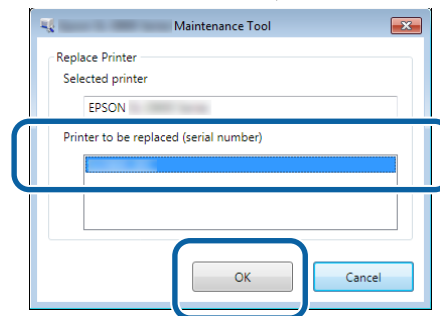 Maintenance Tool
Replace Printer
Selected printer
EPSON
Printer to be replaced (serial number)
OK
Cancel